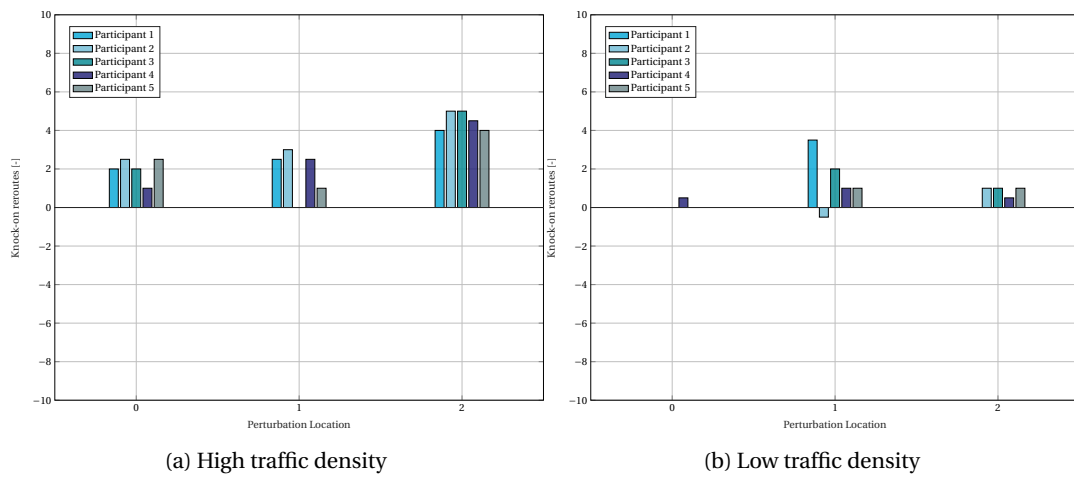 10
8
6
4
2
0
−2
−4
−6
−8
−10
Knock-on reroutes [-]
Participant 1
Participant 2
Participant 3
Participant 4
Participant 5
0 1 2
Perturbation Location
(a) High traffic density
10
8
6
4
2
0
−2
−4
−6
−8
−10
Knock-on reroutes [-]
Participant 1
Participant 2
Participant 3
Participant 4
Participant 5
0 1 2
Perturbation Location
(b) Low traffic density